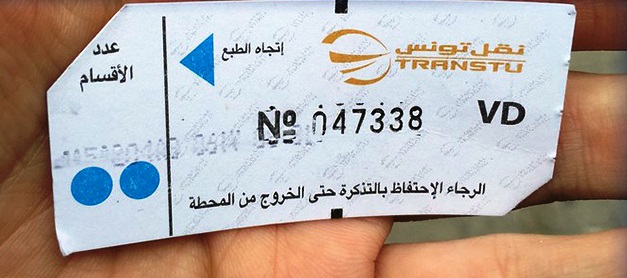 نقل تونس
TRANSTU
إتجاه الطبع
عدد
الأقسام
Nº 047338
VD
الرجاء الإحتفاظ بالتذكرة حتى الخروج من المحطة